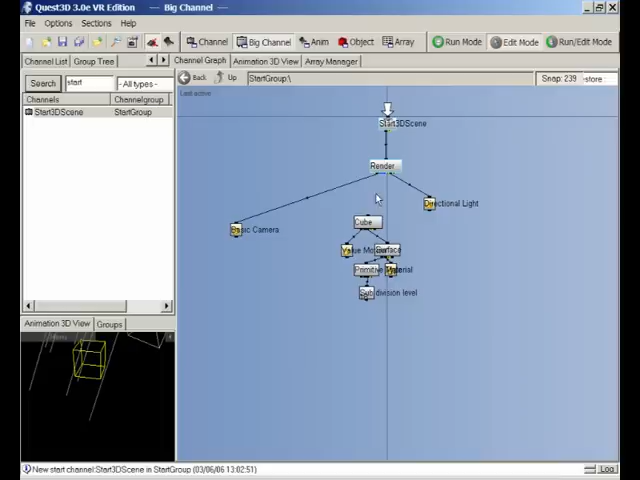 Quest3D 3.0e VR Edition - Big Channel
File Options Sections Help
Channel Big Channel Anim Object Array Run Mode Edit Mode Run/Edit Mode
Channel List Group Tree Channel Graph Animation 3D View Array Manager
Search start - All types - Back Up StartGroup:\ Snap: 239 estore :
Channels Channelgroup Last active
Start3DScene StartGroup
Start3DScene
Render
Directional Light
Cube
Basic Camera
Value Mo Surface
Primitive Material
Sub division level
Animation 3D View Groups
New start channel:Start3DScene in StartGroup (03/06/06 13:02:51) Log